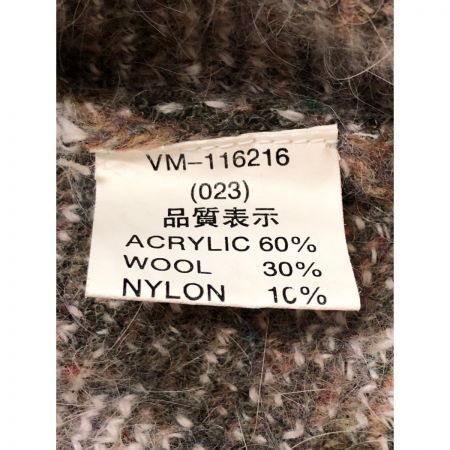 VM-116216
(023)
品質表示
ACRYLIC 60%
WOOL 30%
NYLON 10%